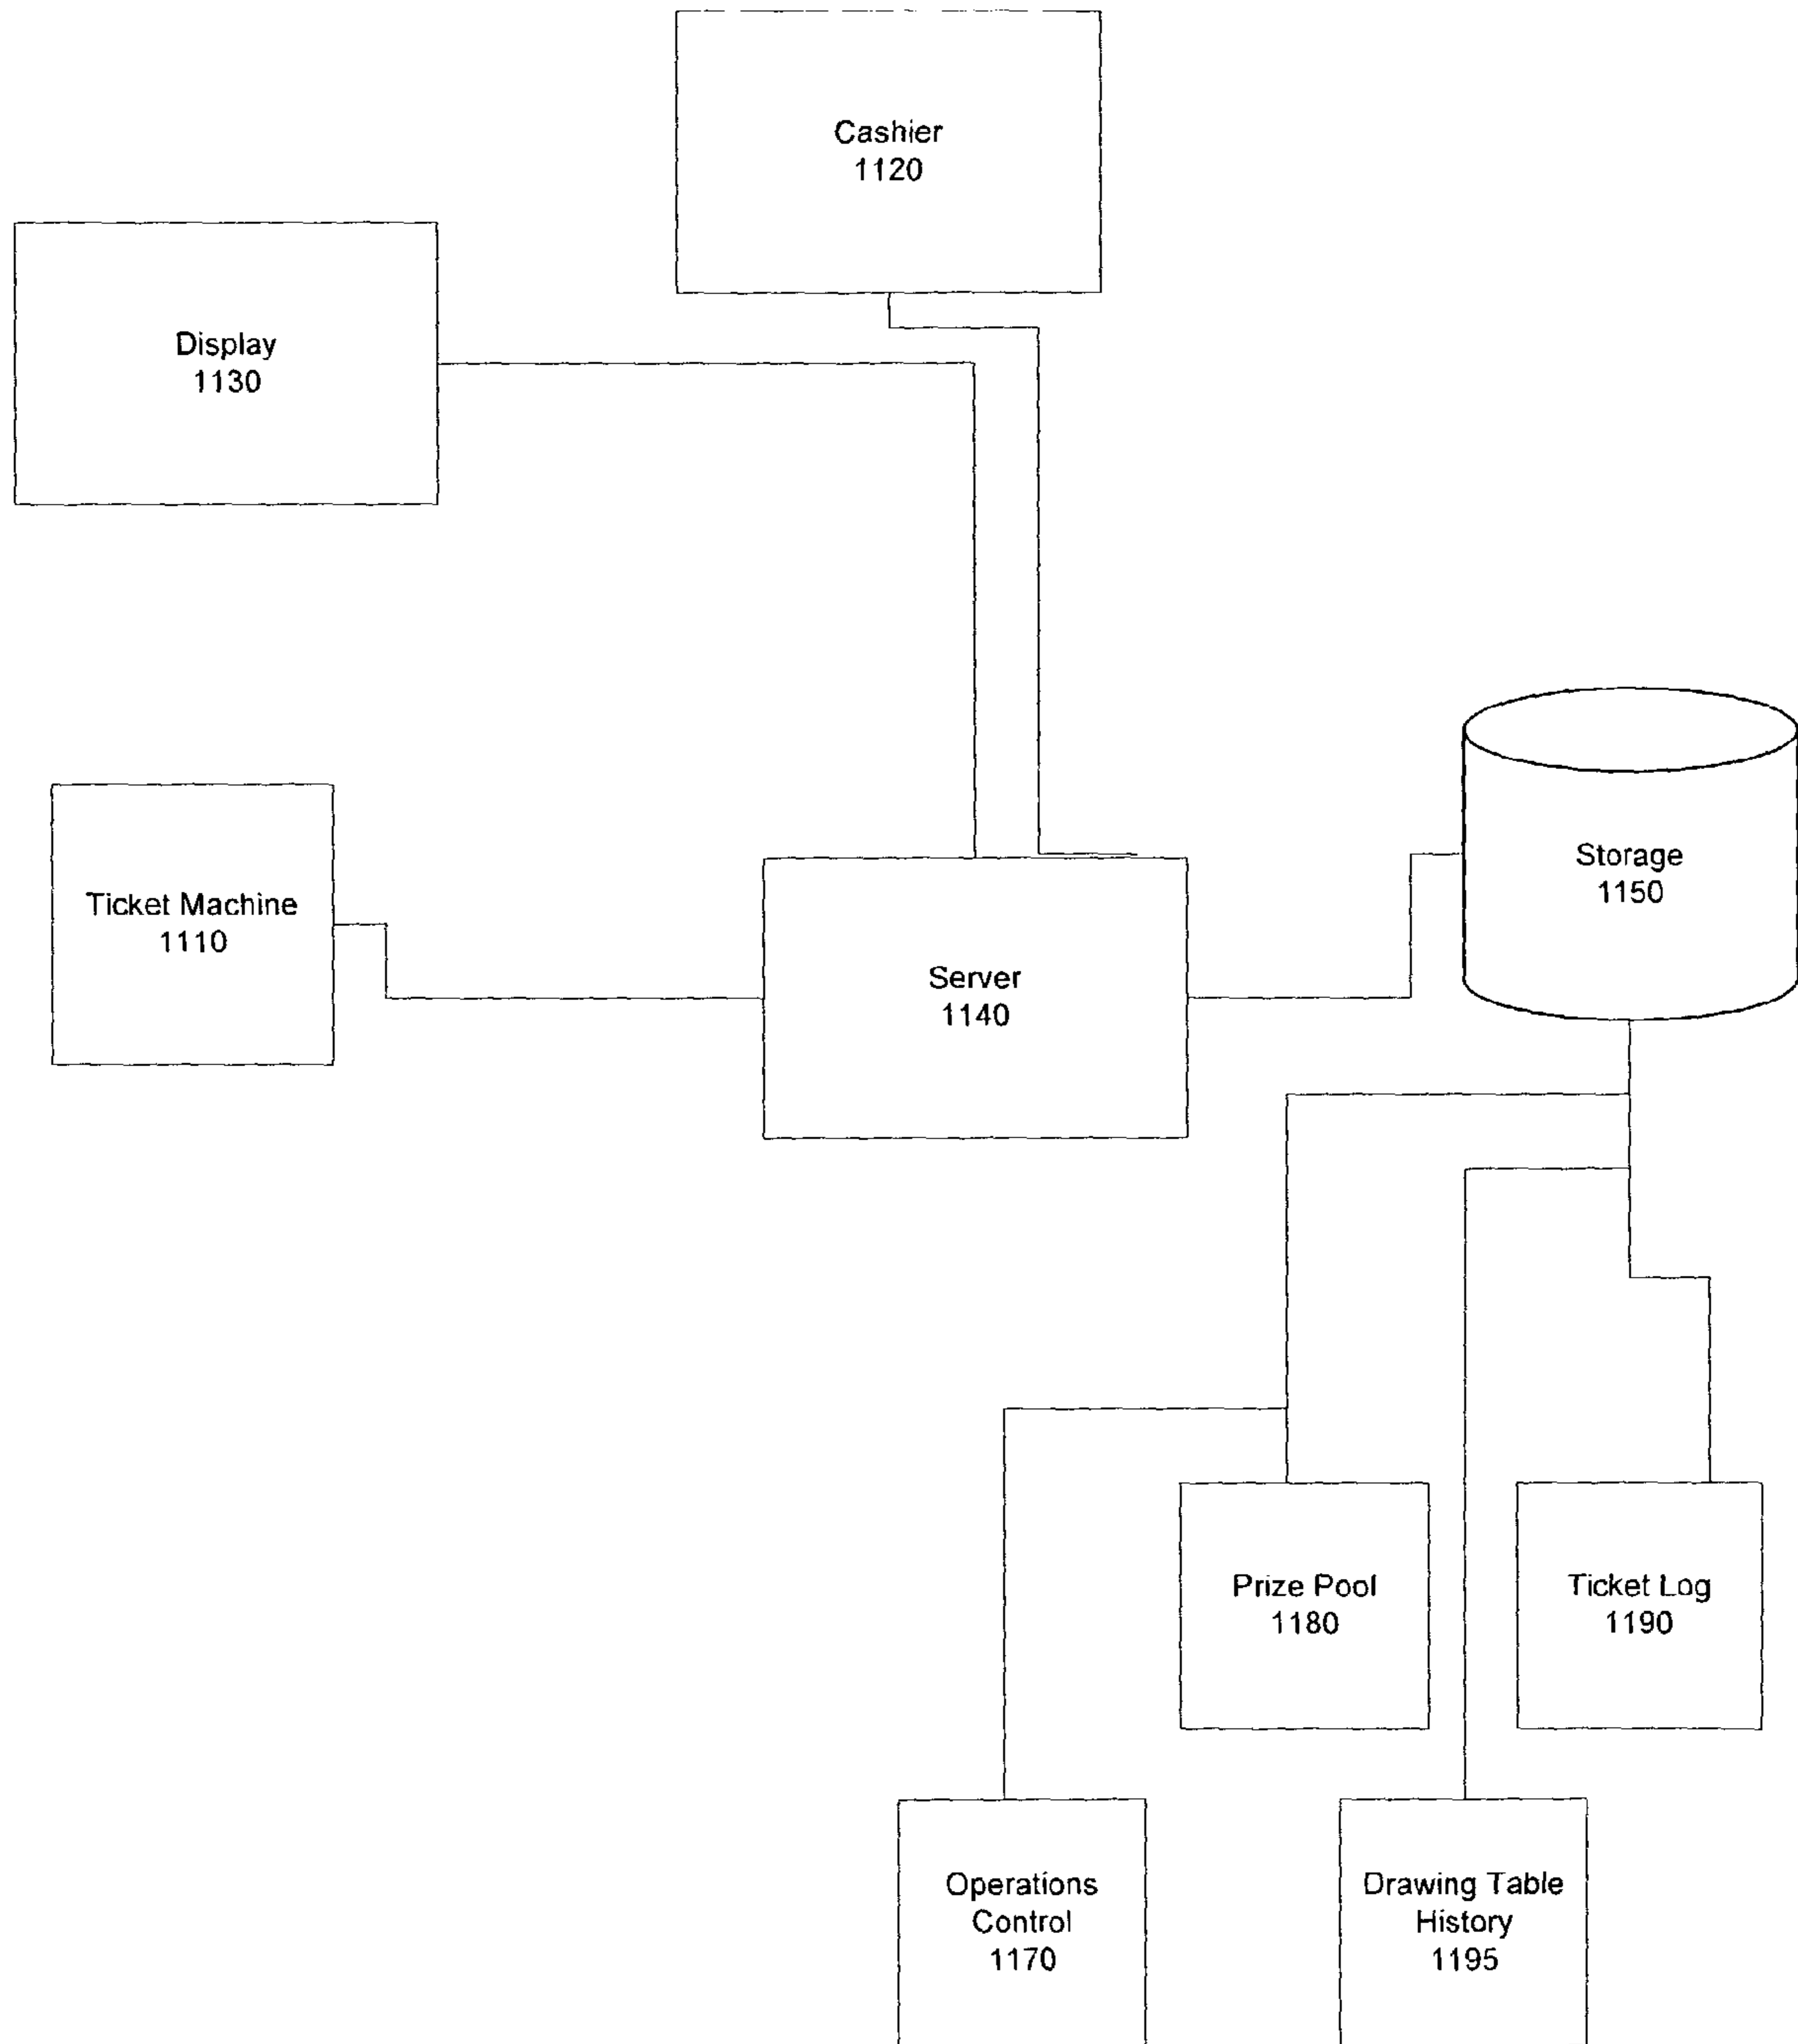 Cashier
1120
Display
1130
Storage
1150
Ticket Machine
1110
Server
1140
Prize Pool
1180
Ticket Log
1190
Operations
Control
1170
Drawing Table
History
1195